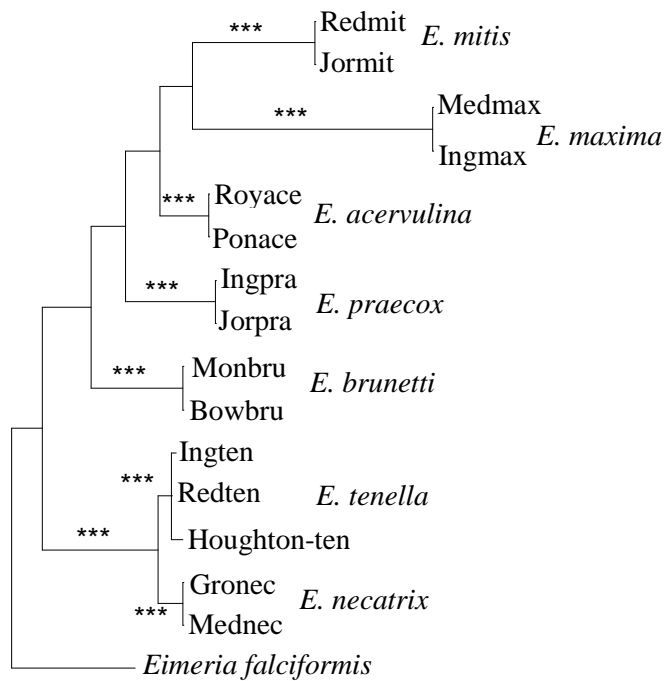 ***
Redmit
E. mitis
Jormit
***
Medmax
E. maxima
Ingmax
***
Royace
E. acervulina
Ponace
***
Ingpra
E. praecox
Jorpra
***
Monbru
E. brunetti
Bowbru
***
Ingten
***
Redten
E. tenella
Houghton-ten
***
Gronec
E. necatrix
Mednec
Eimeria falciformis